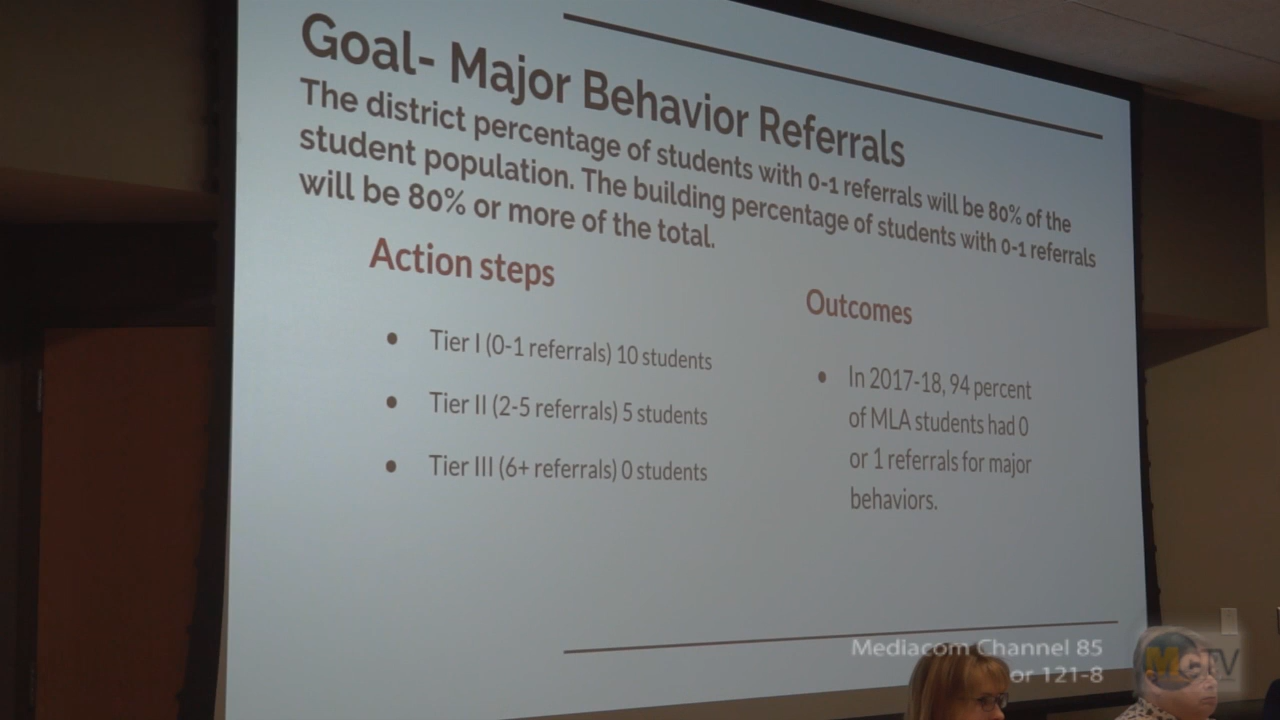 Goal- Major Behavior Referrals
The district percentage of students with 0-1 referrals will be 80% of the
student population. The building percentage of students with 0-1 referrals
will be 80% or more of the total.
Action steps
• Tier I (0-1 referrals) 10 students
• Tier II (2-5 referrals) 5 students
• Tier III (6+ referrals) 0 students
Outcomes
• In 2017-18, 94 percent
of MLA students had 0
or 1 referrals for major
behaviors.
Mediacom Channel 85
or 121-8
MCTV